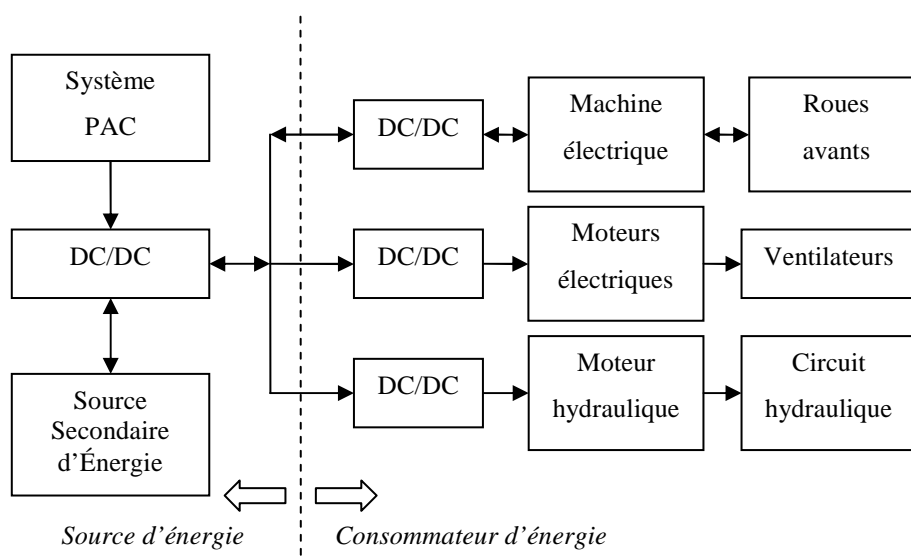 Système
PAC
DC/DC
Source
Secondaire
d’Énergie
DC/DC
Machine
électrique
Roues
avants
DC/DC
Moteurs
électriques
Ventilateurs
DC/DC
Moteur
hydraulique
Circuit
hydraulique
Source d’énergie
Consommateur d’énergie